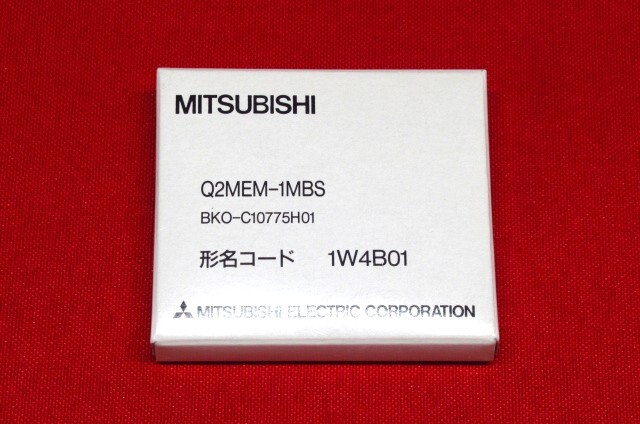 MITSUBISHI
Q2MEM-1MBS
BKO-C10775H01
形名コード 1W4B01
MITSUBISHI ELECTRIC CORPORATION